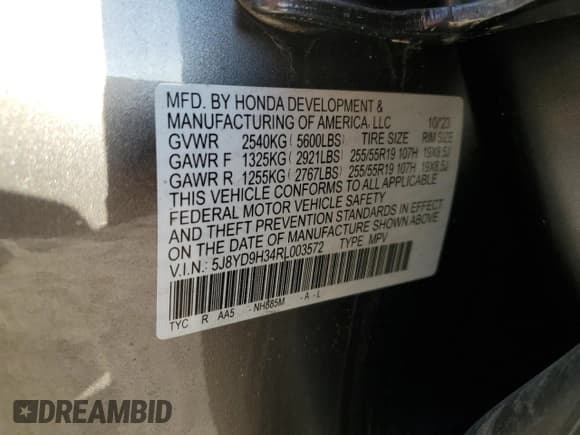 MFD. BY HONDA DEVELOPMENT &
MANUFACTURING OF AMERICA, LLC 10/23
GVWR 2540KG ( 5600LBS) TIRE SIZE RIM SIZE
GAWR F 1325KG ( 2921LBS) 255/55R19 107H 19X8.5J
GAWR R 1255KG ( 2767LBS) 255/55R19 107H 19X8.5J
THIS VEHICLE CONFORMS TO ALL APPLICABLE
FEDERAL MOTOR VEHICLE SAFETY
AND THEFT PREVENTION STANDARDS IN EFFECT
ON THE DATE OF MANUFACTURE SHOWN ABOVE
V.I.N.: 5J8YD9H34RL003572 TYPE MPV
TYC R AA5 - NH885M - A - L
DREAMBID